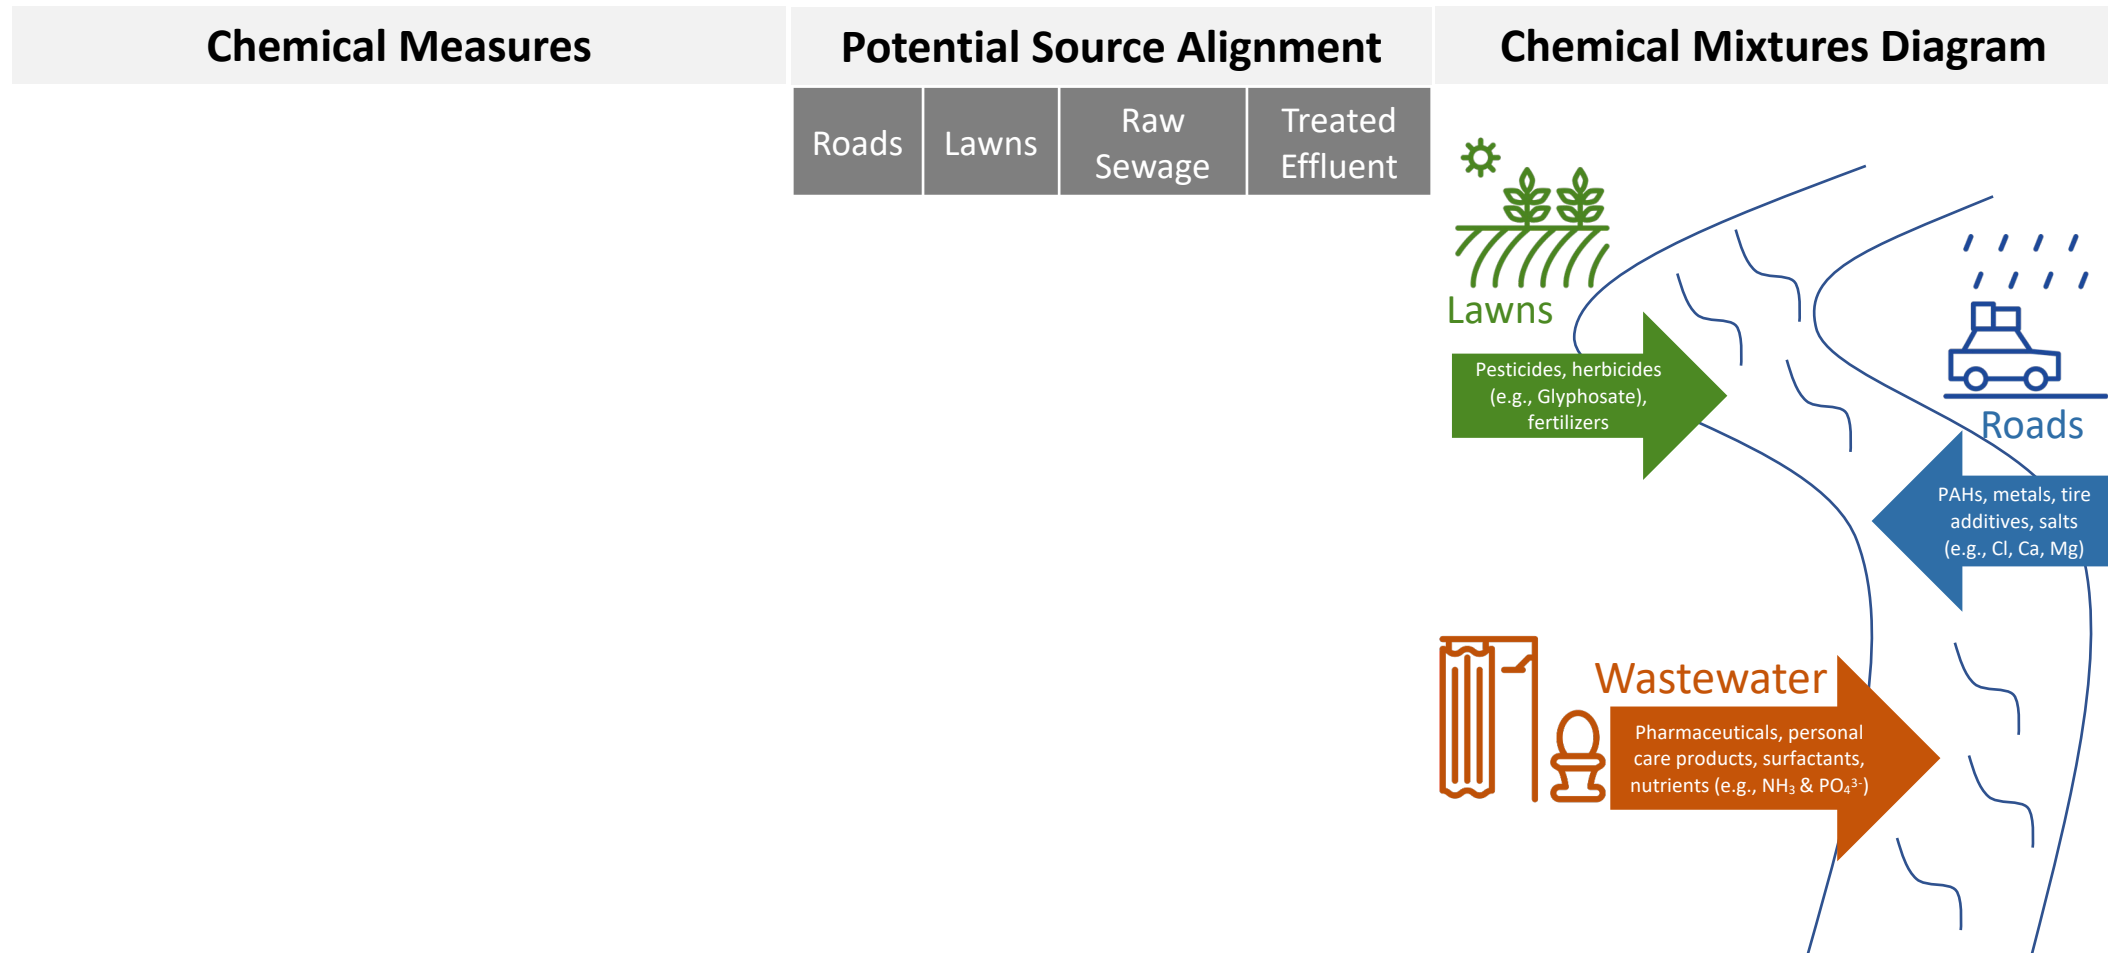 Chemical Measures
Potential Source Alignment
Chemical Mixtures Diagram
Roads
Lawns
Raw
Sewage
Treated
Effluent
Lawns
Pesticides, herbicides
(e.g., Glyphosate),
fertilizers
Roads
PAHs, metals, tire
additives, salts
(e.g., Cl, Ca, Mg)
Wastewater
Pharmaceuticals, personal
care products, surfactants,
nutrients (e.g., NH₃ & PO₄³⁻)